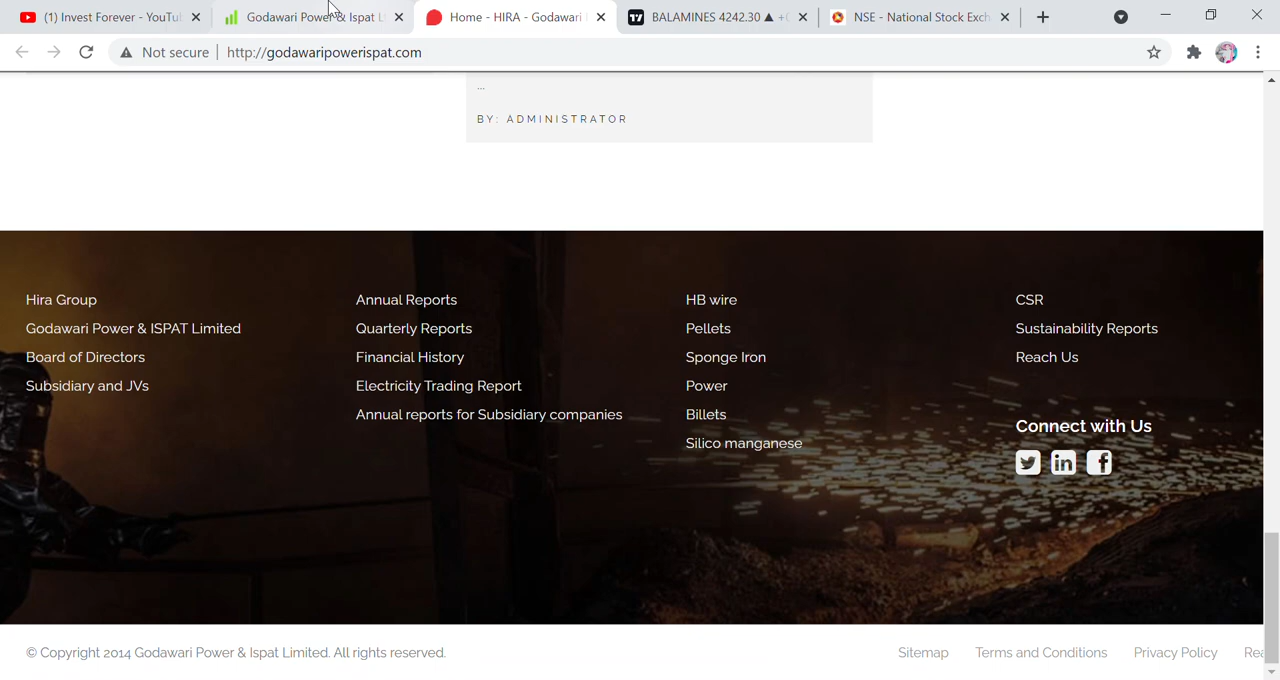 (1) Invest Forever - YouTu
Godawari Power & Ispat L
Home - HIRA - Godawari
BALAMINES 4242.30 ▲ +
NSE - National Stock Exch
Not secure
http://godawaripowerispat.com
...
BY: ADMINISTRATOR
Hira Group
Godawari Power & ISPAT Limited
Board of Directors
Subsidiary and JVs
Annual Reports
Quarterly Reports
Financial History
Electricity Trading Report
Annual reports for Subsidiary companies
HB wire
Pellets
Sponge Iron
Power
Billets
Silico manganese
CSR
Sustainability Reports
Reach Us
Connect with Us
© Copyright 2014 Godawari Power & Ispat Limited. All rights reserved.
Sitemap Terms and Conditions Privacy Policy Rea